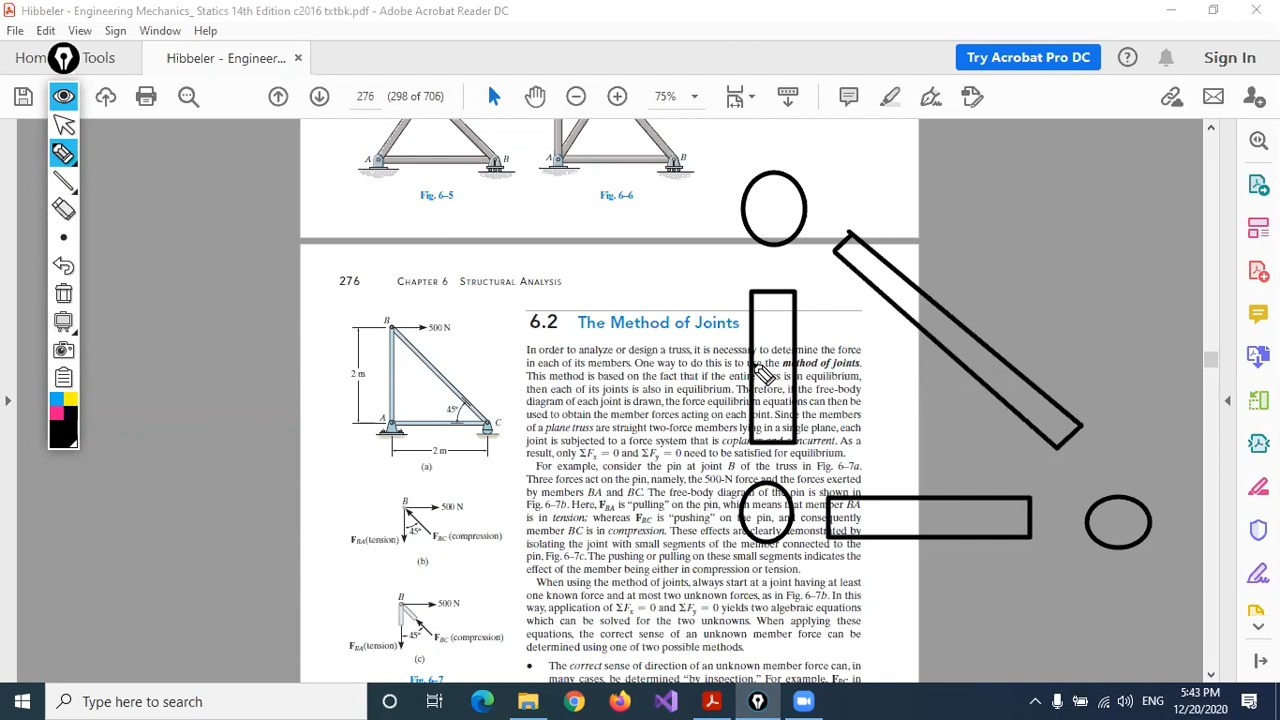 Hibbeler - Engineering Mechanics_ Statics 14th Edition c2016 txtbk.pdf - Adobe Acrobat Reader DC
File Edit View Sign Window Help
Tools
Hibbeler - Engineer...
Try Acrobat Pro DC
Sign In
276 (298 of 706)
75%
A B A B
Fig. 6–5 Fig. 6–6
276 CHAPTER 6 STRUCTURAL ANALYSIS
B
500 N
2 m
A
45°
C
2 m
(a)
B
500 N
45°
FBC (compression)
FBA(tension)
(b)
B
500 N
45°
FBC (compression)
FBA(tension)
(c)
Fig. 6–7
6.2 The Method of Joints
In order to analyze or design a truss, it is necessary to determine the force
in each of its members. One way to do this is to use the method of joints.
This method is based on the fact that if the entire truss is in equilibrium,
then each of its joints is also in equilibrium. Therefore, if the free-body
diagram of each joint is drawn, the force equilibrium equations can then be
used to obtain the member forces acting on each joint. Since the members
of a plane truss are straight two-force members lying in a single plane, each
joint is subjected to a force system that is coplanar and concurrent. As a
result, only ΣFx = 0 and ΣFy = 0 need to be satisfied for equilibrium.
For example, consider the pin at joint B of the truss in Fig. 6–7a.
Three forces act on the pin, namely, the 500-N force and the forces exerted
by members BA and BC. The free-body diagram of the pin is shown in
Fig. 6–7b. Here, FBA is “pulling” on the pin, which means that member BA
is in tension; whereas FBC is “pushing” on the pin, and consequently
member BC is in compression. These effects are clearly demonstrated by
isolating the joint with small segments of the member connected to the
pin, Fig. 6–7c. The pushing or pulling on these small segments indicates the
effect of the member being either in compression or tension.
When using the method of joints, always start at a joint having at least
one known force and at most two unknown forces, as in Fig. 6–7b. In this
way, application of ΣFx = 0 and ΣFy = 0 yields two algebraic equations
which can be solved for the two unknowns. When applying these
equations, the correct sense of an unknown member force can be
determined using one of two possible methods.
• The correct sense of direction of an unknown member force can, in
many cases, be determined “by inspection.” For example, FBC in
Type here to search
ENG
5:43 PM
12/20/2020